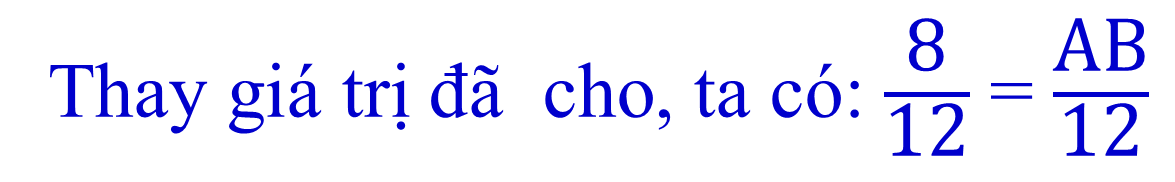 Thay giá trị đã cho, ta có: 8/12 = AB/12